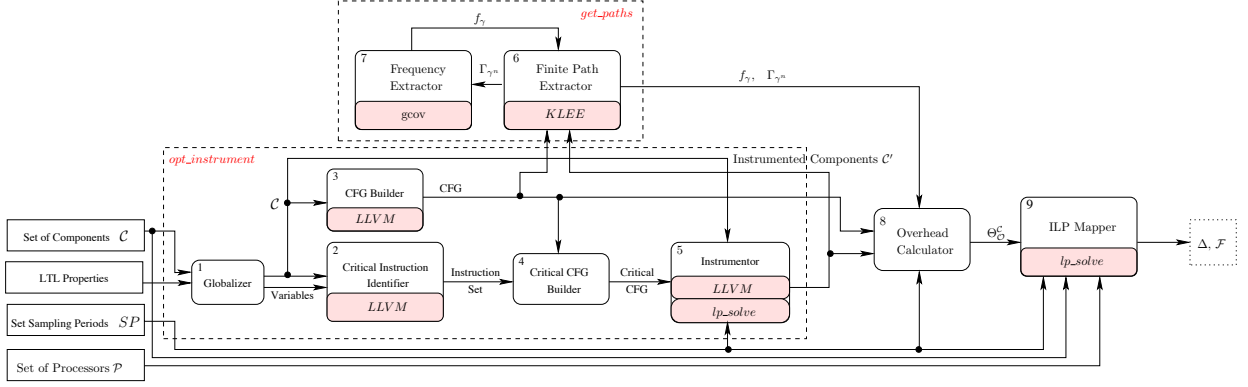 f_γ
get_paths
7
Frequency
Extractor
gcov
Γ_{γ^n}
6
Finite Path
Extractor
KLEE
f_γ, Γ_{γ^n}
opt_instrument
Instrumented Components C′
3
CFG Builder
LLVM
C
CFG
Set of Components C
LTL Properties
Set Sampling Periods SP
Set of Processors P
1
Globalizer
Variables
2
Critical Instruction
Identifier
LLVM
Instruction
Set
4
Critical CFG
Builder
Critical
CFG
5
Instrumentor
LLVM
lp_solve
8
Overhead
Calculator
Θ_O^C
9
ILP Mapper
lp_solve
Δ, F